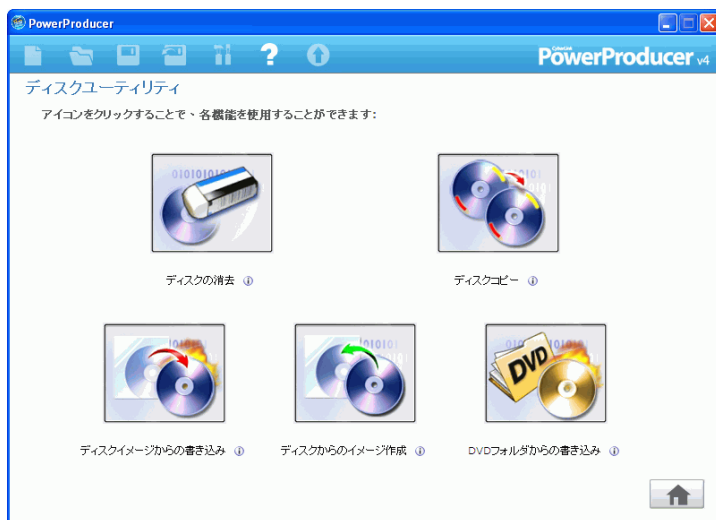 PowerProducer
CyberLink
PowerProducer v4
ディスクユーティリティ
アイコンをクリックすることで、各機能を使用することができます:
ディスクの消去
ディスクコピー
ディスクイメージからの書き込み
ディスクからのイメージ作成
DVD
DVDフォルダからの書き込み